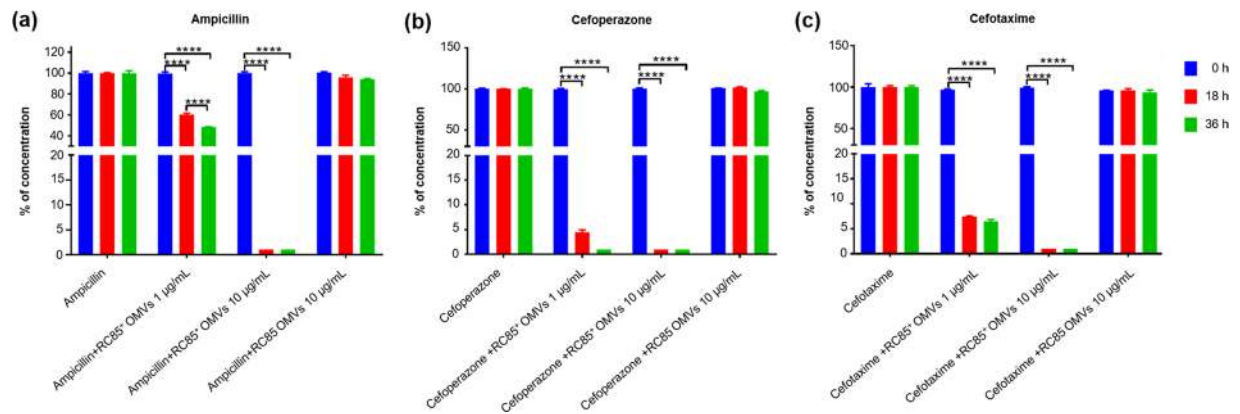 (a)
Ampicillin
****
****
****
****
****
% of concentration
120
100
80
60
40
20
15
10
5
0
Ampicillin
Ampicillin+RC85⁺ OMVs 1 µg/mL
Ampicillin+RC85⁺ OMVs 10 µg/mL
Ampicillin+RC85 OMVs 10 µg/mL
(b)
Cefoperazone
****
****
****
****
% of concentration
150
100
50
20
15
10
5
0
Cefoperazone
Cefoperazone +RC85⁺ OMVs 1 µg/mL
Cefoperazone +RC85⁺ OMVs 10 µg/mL
Cefoperazone +RC85 OMVs 10 µg/mL
(c)
Cefotaxime
****
****
****
****
% of concentration
150
100
50
20
15
10
5
0
Cefotaxime
Cefotaxime +RC85⁺ OMVs 1 µg/mL
Cefotaxime +RC85⁺ OMVs 10 µg/mL
Cefotaxime +RC85 OMVs 10 µg/mL
0 h
18 h
36 h